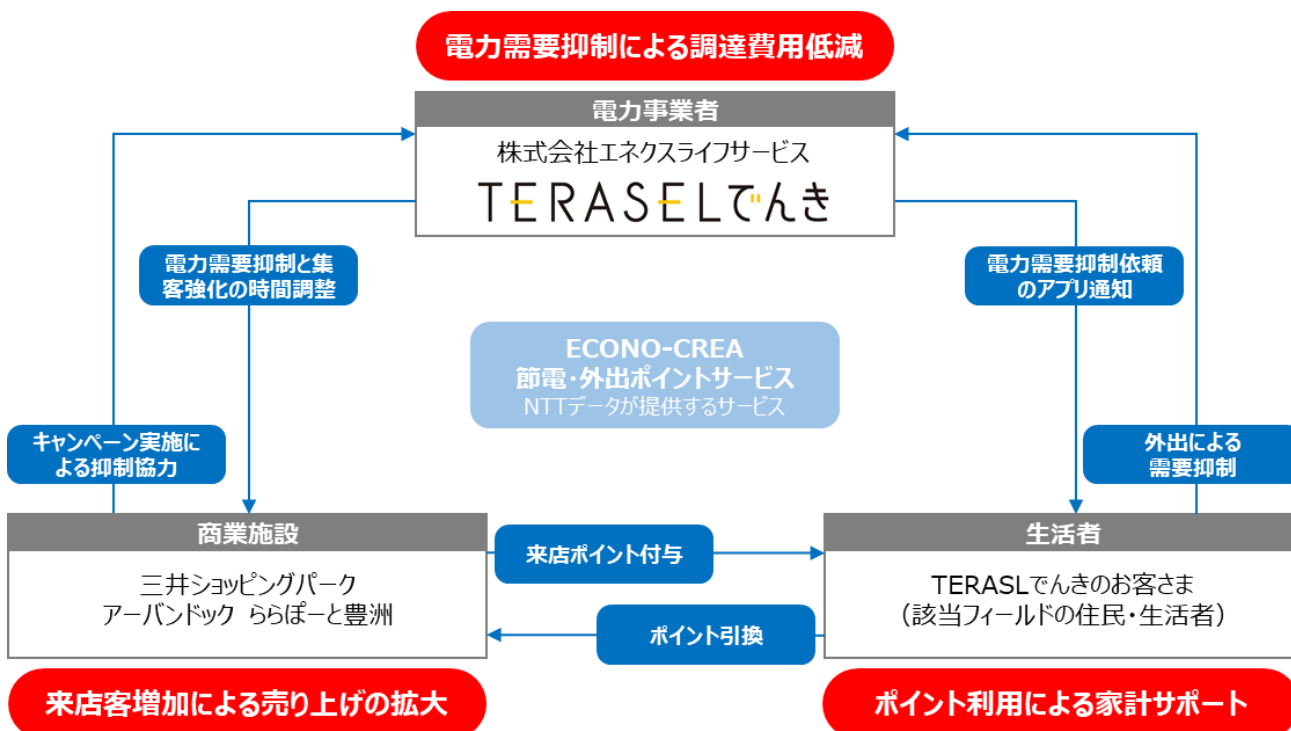 電力需要抑制による調達費用低減
電力事業者
株式会社エネクスライフサービス
TERASELでんき
電力需要抑制と集
客強化の時間調整
電力需要抑制依頼
のアプリ通知
ECONO-CREA
節電・外出ポイントサービス
NTTデータが提供するサービス
キャンペーン実施に
よる抑制協力
外出による
需要抑制
商業施設
三井ショッピングパーク
アーバンドック ららぽーと豊洲
来店ポイント付与
ポイント引換
生活者
TERASLでんきのお客さま
（該当フィールドの住民・生活者）
来店客増加による売り上げの拡大
ポイント利用による家計サポート